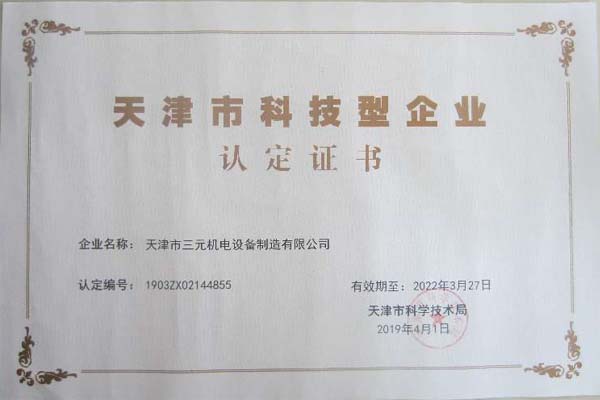 天津市科技型企业
认定证书
企业名称：天津市三元机电设备制造有限公司
认定编号：1903ZX02144855
有效期至：2022年3月27日
天津市科学技术局
2019年4月1日